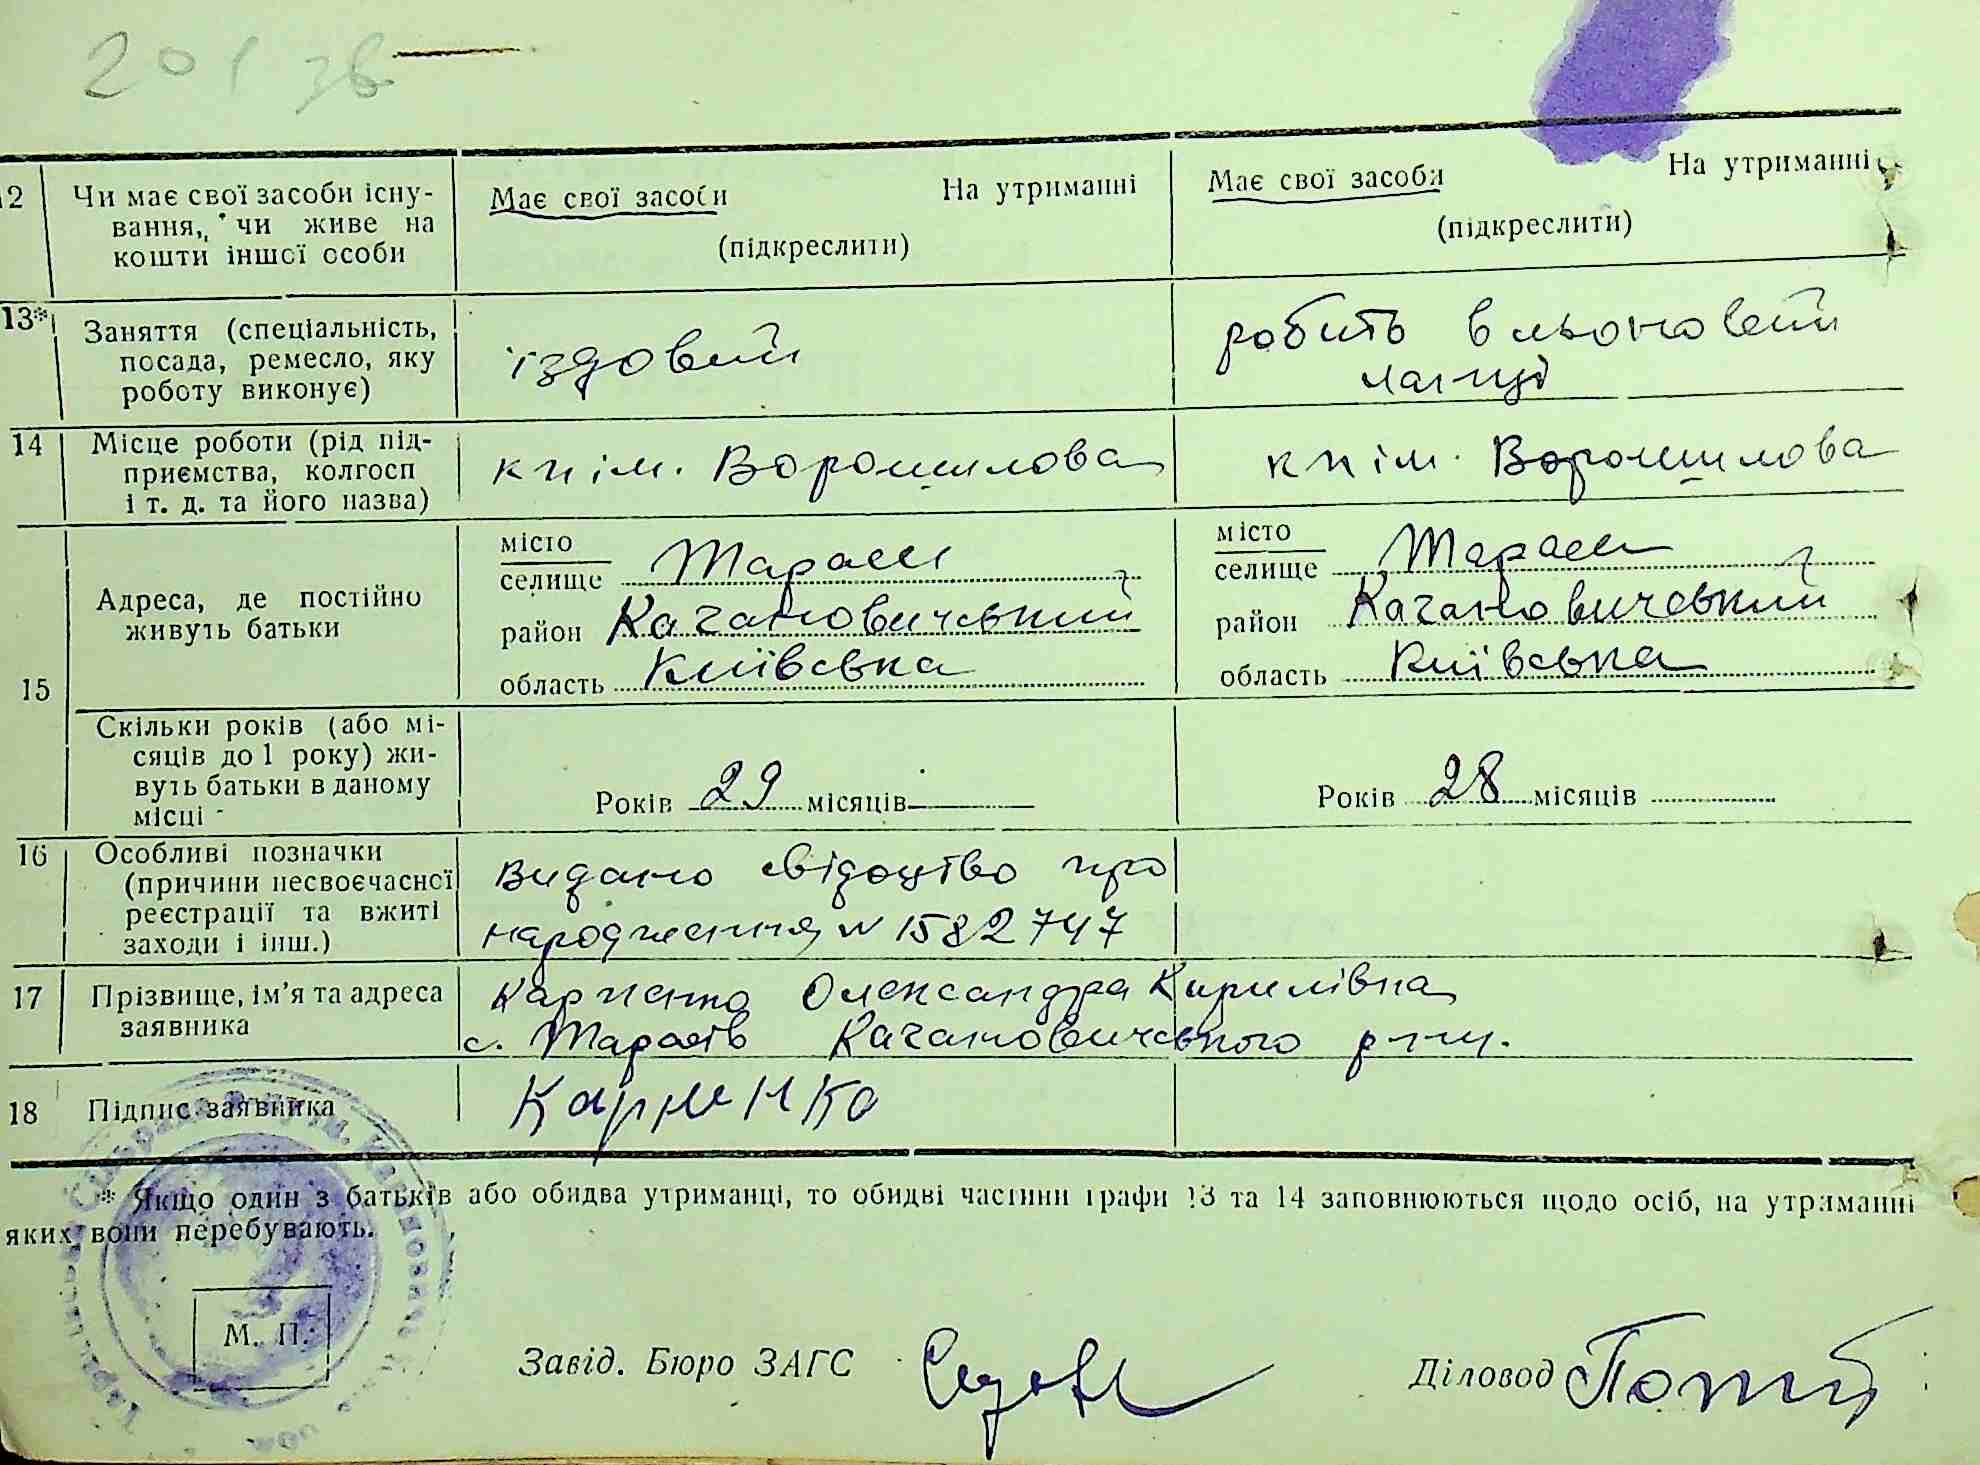 201 зв
12 Чи має свої засоби існу- Має свої засоби На утриманні Має свої засоби На утриманні
вання, чи живе на (підкреслити) (підкреслити)
кошти іншої особи
13* Заняття (спеціальність, їздовий робить в льоновей
посада, ремесло, яку ланці
роботу виконує)
14 Місце роботи (рід під- кп ім. Ворошилова кп ім. Ворошилова
приємства, колгосп
і т. д. та його назва)
15 Адреса, де постійно місто місто
живуть батьки селище Тараси селище Тараси
район Кагановичський район Кагановичський
область Київська область Київська
Скільки років (або мі- Років 29 місяців Років 28 місяців
сяців до 1 року) жи-
вуть батьки в даному
місці
16 Особливі позначки Видано свідоцтво про
(причини несвоєчасної народження № 1582747
реєстрації та вжиті
заходи і інш.)
17 Прізвище, ім'я та адреса Карпенко Олександра Кирилівна
заявника с. Тарасів Кагановичського р-ну.
18 Підпис заявника Карпенко
* Якщо один з батьків або обидва утриманці, то обидві частини графи 13 та 14 заповнюються щодо осіб, на утриманні
яких вони перебувають.
М. П.
Завід. Бюро ЗАГС Діловод